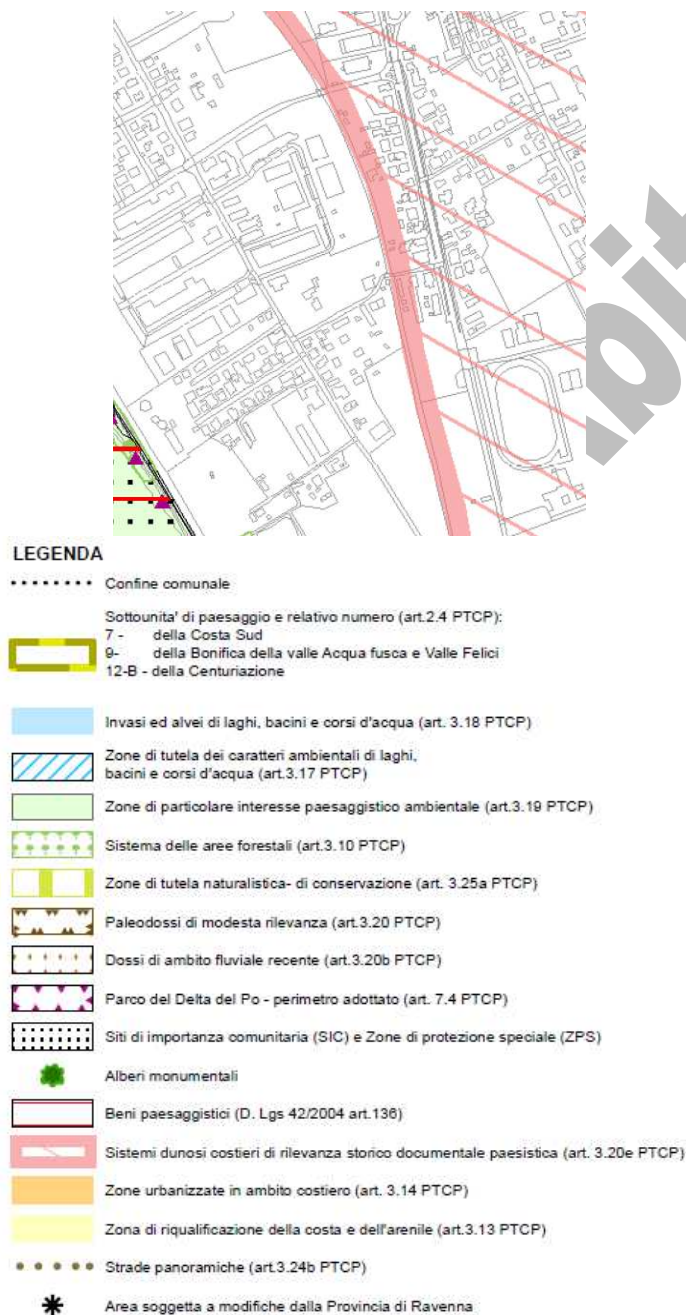 LEGENDA
Confine comunale
Sottounita' di paesaggio e relativo numero (art.2.4 PTCP):
7 - della Costa Sud
9- della Bonifica della valle Acqua fusca e Valle Felici
12-B - della Centuriazione
Invasi ed alvei di laghi, bacini e corsi d'acqua (art. 3.18 PTCP)
Zone di tutela dei caratteri ambientali di laghi,
bacini e corsi d'acqua (art.3.17 PTCP)
Zone di particolare interesse paesaggistico ambientale (art.3.19 PTCP)
Sistema delle aree forestali (art.3.10 PTCP)
Zone di tutela naturalistica- di conservazione (art. 3.25a PTCP)
Paleodossi di modesta rilevanza (art.3.20 PTCP)
Dossi di ambito fluviale recente (art.3.20b PTCP)
Parco del Delta del Po - perimetro adottato (art. 7.4 PTCP)
Siti di importanza comunitaria (SIC) e Zone di protezione speciale (ZPS)
Alberi monumentali
Beni paesaggistici (D. Lgs 42/2004 art.136)
Sistemi dunosi costieri di rilevanza storico documentale paesistica (art. 3.20e PTCP)
Zone urbanizzate in ambito costiero (art. 3.14 PTCP)
Zona di riqualificazione della costa e dell'arenile (art.3.13 PTCP)
Strade panoramiche (art.3.24b PTCP)
Area soggetta a modifiche dalla Provincia di Ravenna